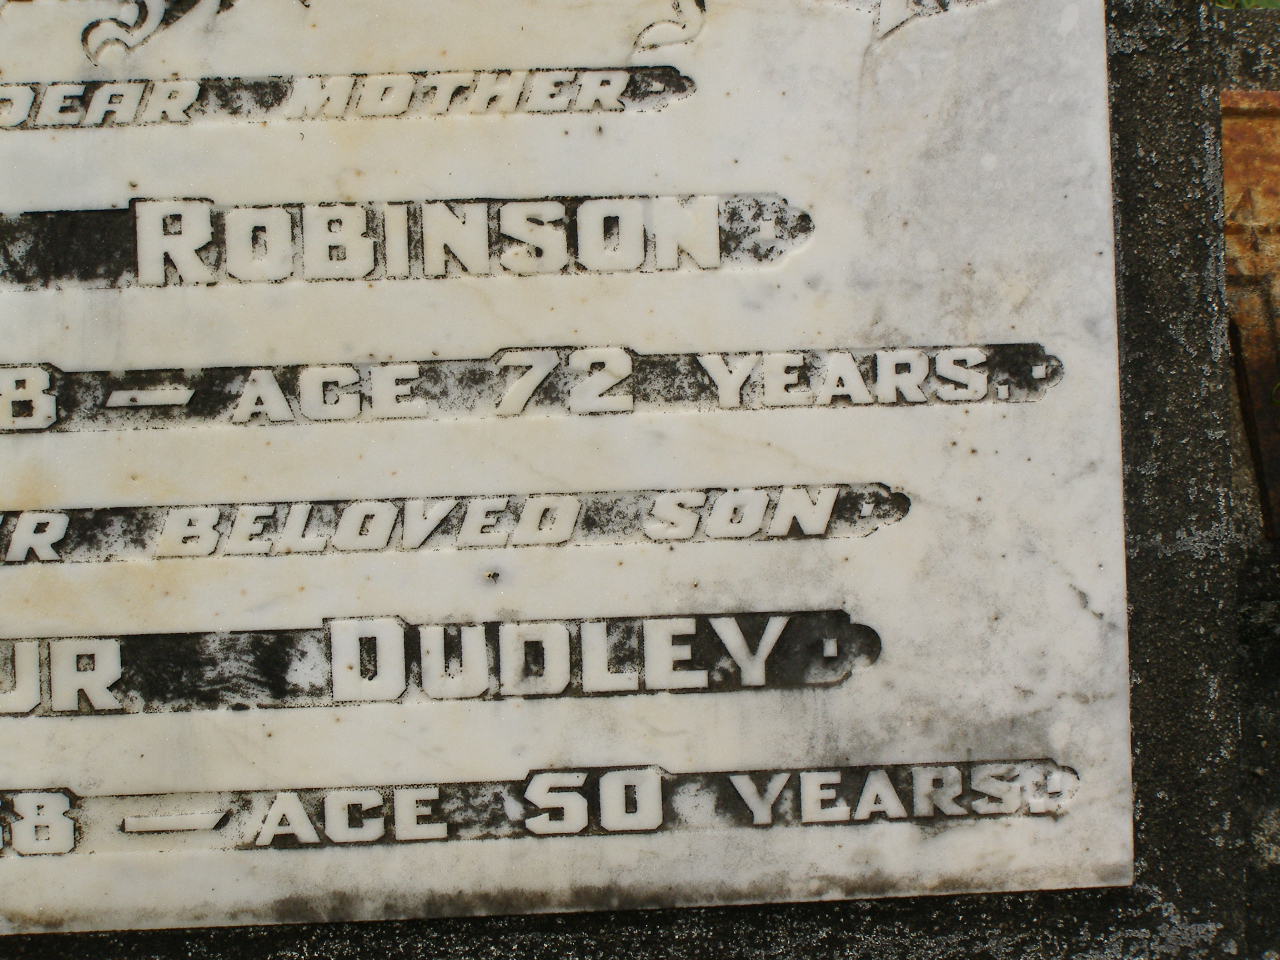 DEAR MOTHER
ROBINSON
8 — AGE 72 YEARS.
R BELOVED SON
UR DUDLEY
8 — AGE 50 YEARS